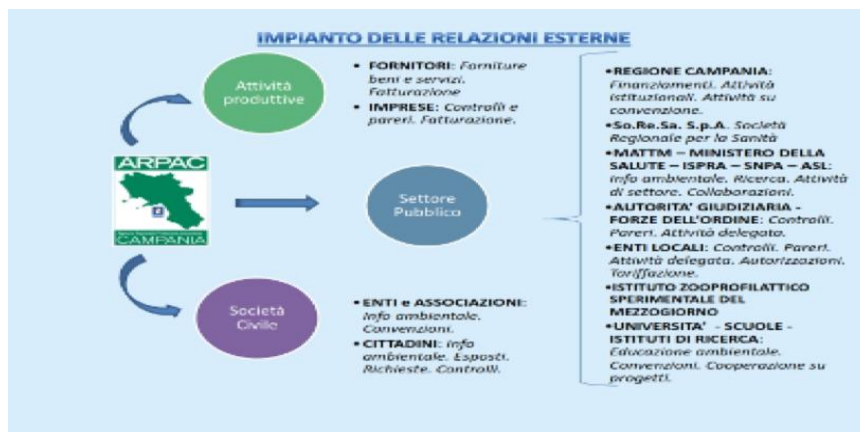 IMPIANTO DELLE RELAZIONI ESTERNE
Attività
produttive
• FORNITORI: Forniture
beni e servizi.
Fatturazione
• IMPRESE: Controlli e
pareri. Fatturazione.
ARPAC
CAMPANIA
Settore
Pubblico
•REGIONE CAMPANIA:
Finanziamenti. Attività
istituzionali. Attività su
convenzione.
•So.Re.Sa. S.p.A. Società
Regionale per la Sanità
•MATTM – MINISTERO DELLA
SALUTE – ISPRA – SNPA – ASL:
Info ambientale. Ricerca. Attività
di settore. Collaborazioni.
•AUTORITA' GIUDIZIARIA -
FORZE DELL'ORDINE: Controlli.
Pareri. Attività delegata.
•ENTI LOCALI: Controlli. Pareri.
Attività delegata. Autorizzazioni.
Tariffazione.
•ISTITUTO ZOOPROFILATTICO
SPERIMENTALE DEL
MEZZOGIORNO
•UNIVERSITA' - SCUOLE -
ISTITUTI DI RICERCA:
Educazione ambientale.
Convenzioni. Cooperazione su
progetti.
Società
Civile
• ENTI e ASSOCIAZIONI:
Info ambientale.
Convenzioni.
• CITTADINI: Info
ambientale. Esposti.
Richieste. Controlli.